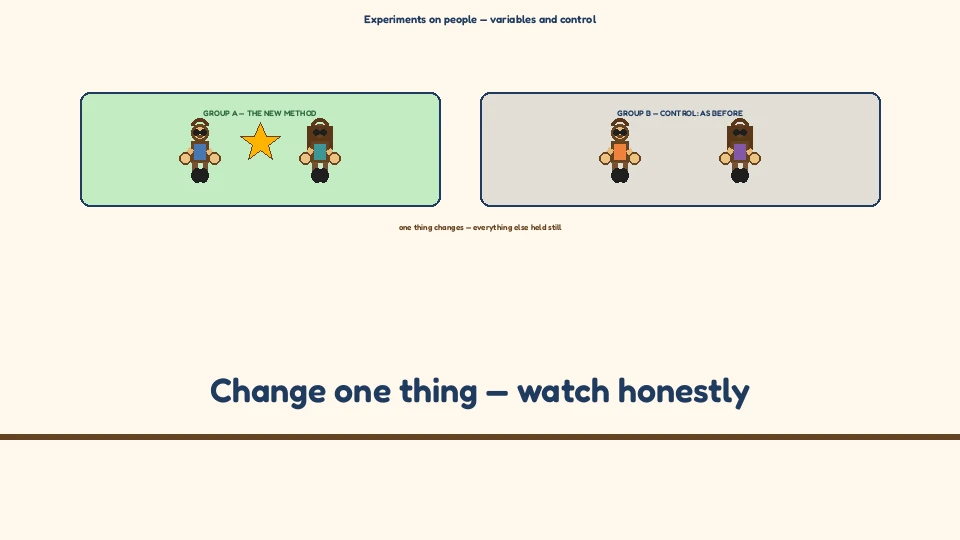 Experiments on people — variables and control
GROUP A — THE NEW METHOD
GROUP B — CONTROL: AS BEFORE
one thing changes — everything else held still
Change one thing — watch honestly